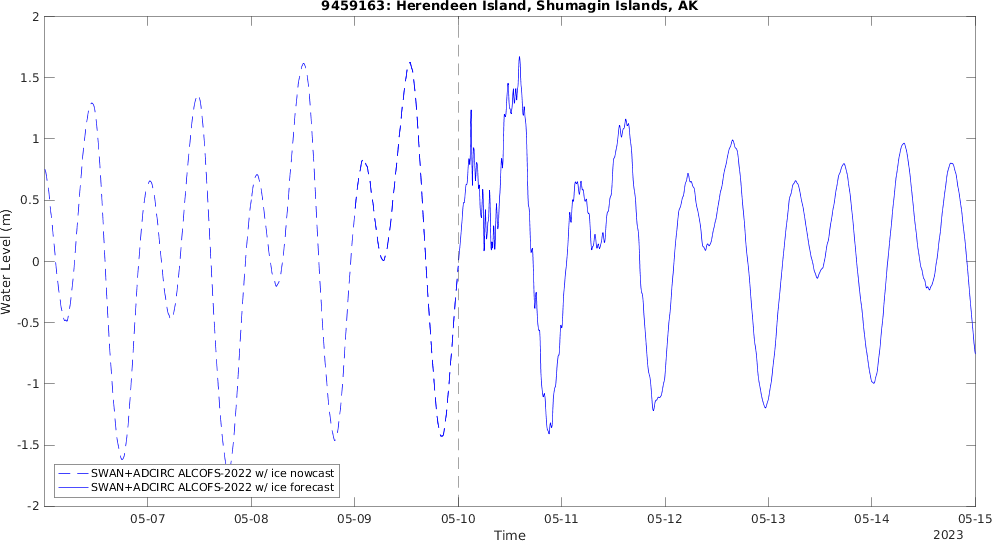 9459163: Herendeen Island, Shumagin Islands, AK
2
1.5
1
0.5
0
-0.5
-1
-1.5
-2
Water Level (m)
SWAN+ADCIRC ALCOFS-2022 w/ ice nowcast
SWAN+ADCIRC ALCOFS-2022 w/ ice forecast
05-07 05-08 05-09 05-10 05-11 05-12 05-13 05-14 05-15
Time
2023